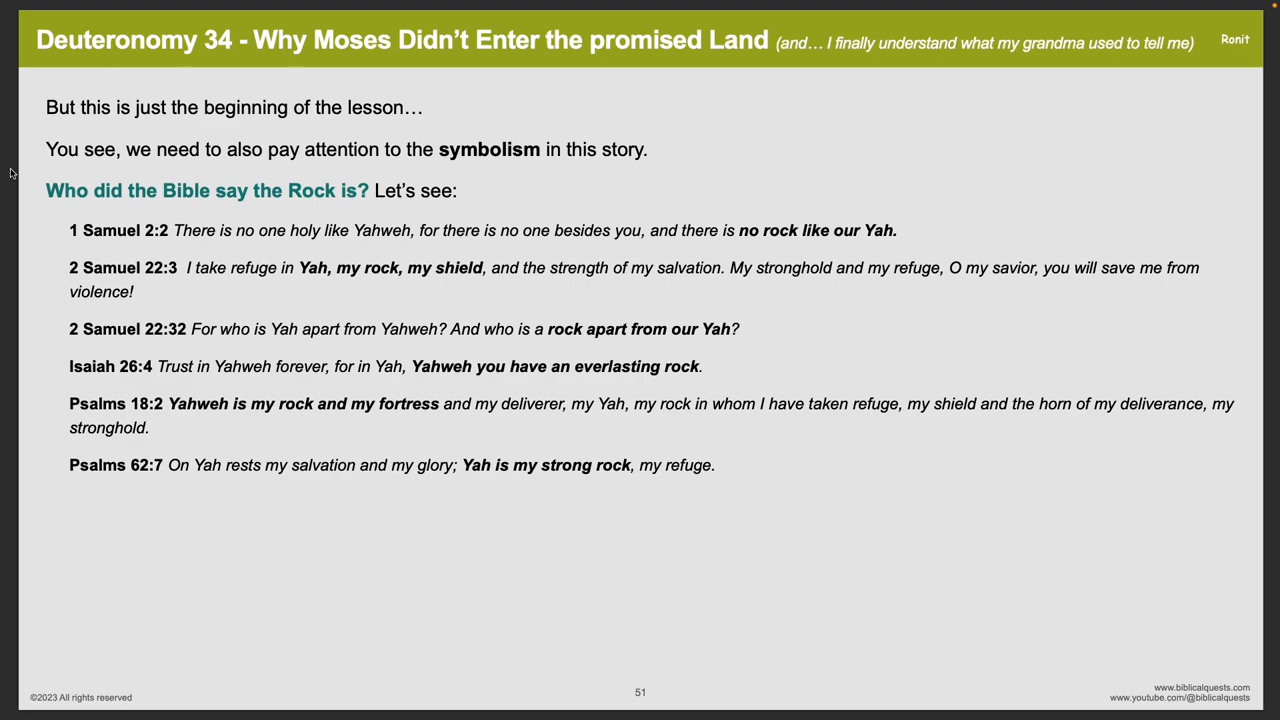 Deuteronomy 34 - Why Moses Didn’t Enter the promised Land (and… I finally understand what my grandma used to tell me)
Ronit
But this is just the beginning of the lesson…
You see, we need to also pay attention to the symbolism in this story.
Who did the Bible say the Rock is? Let’s see:
1 Samuel 2:2 There is no one holy like Yahweh, for there is no one besides you, and there is no rock like our Yah.
2 Samuel 22:3 I take refuge in Yah, my rock, my shield, and the strength of my salvation. My stronghold and my refuge, O my savior, you will save me from
violence!
2 Samuel 22:32 For who is Yah apart from Yahweh? And who is a rock apart from our Yah?
Isaiah 26:4 Trust in Yahweh forever, for in Yah, Yahweh you have an everlasting rock.
Psalms 18:2 Yahweh is my rock and my fortress and my deliverer, my Yah, my rock in whom I have taken refuge, my shield and the horn of my deliverance, my
stronghold.
Psalms 62:7 On Yah rests my salvation and my glory; Yah is my strong rock, my refuge.
©2023 All rights reserved
51
www.biblicalquests.com
www.youtube.com/@biblicalquests